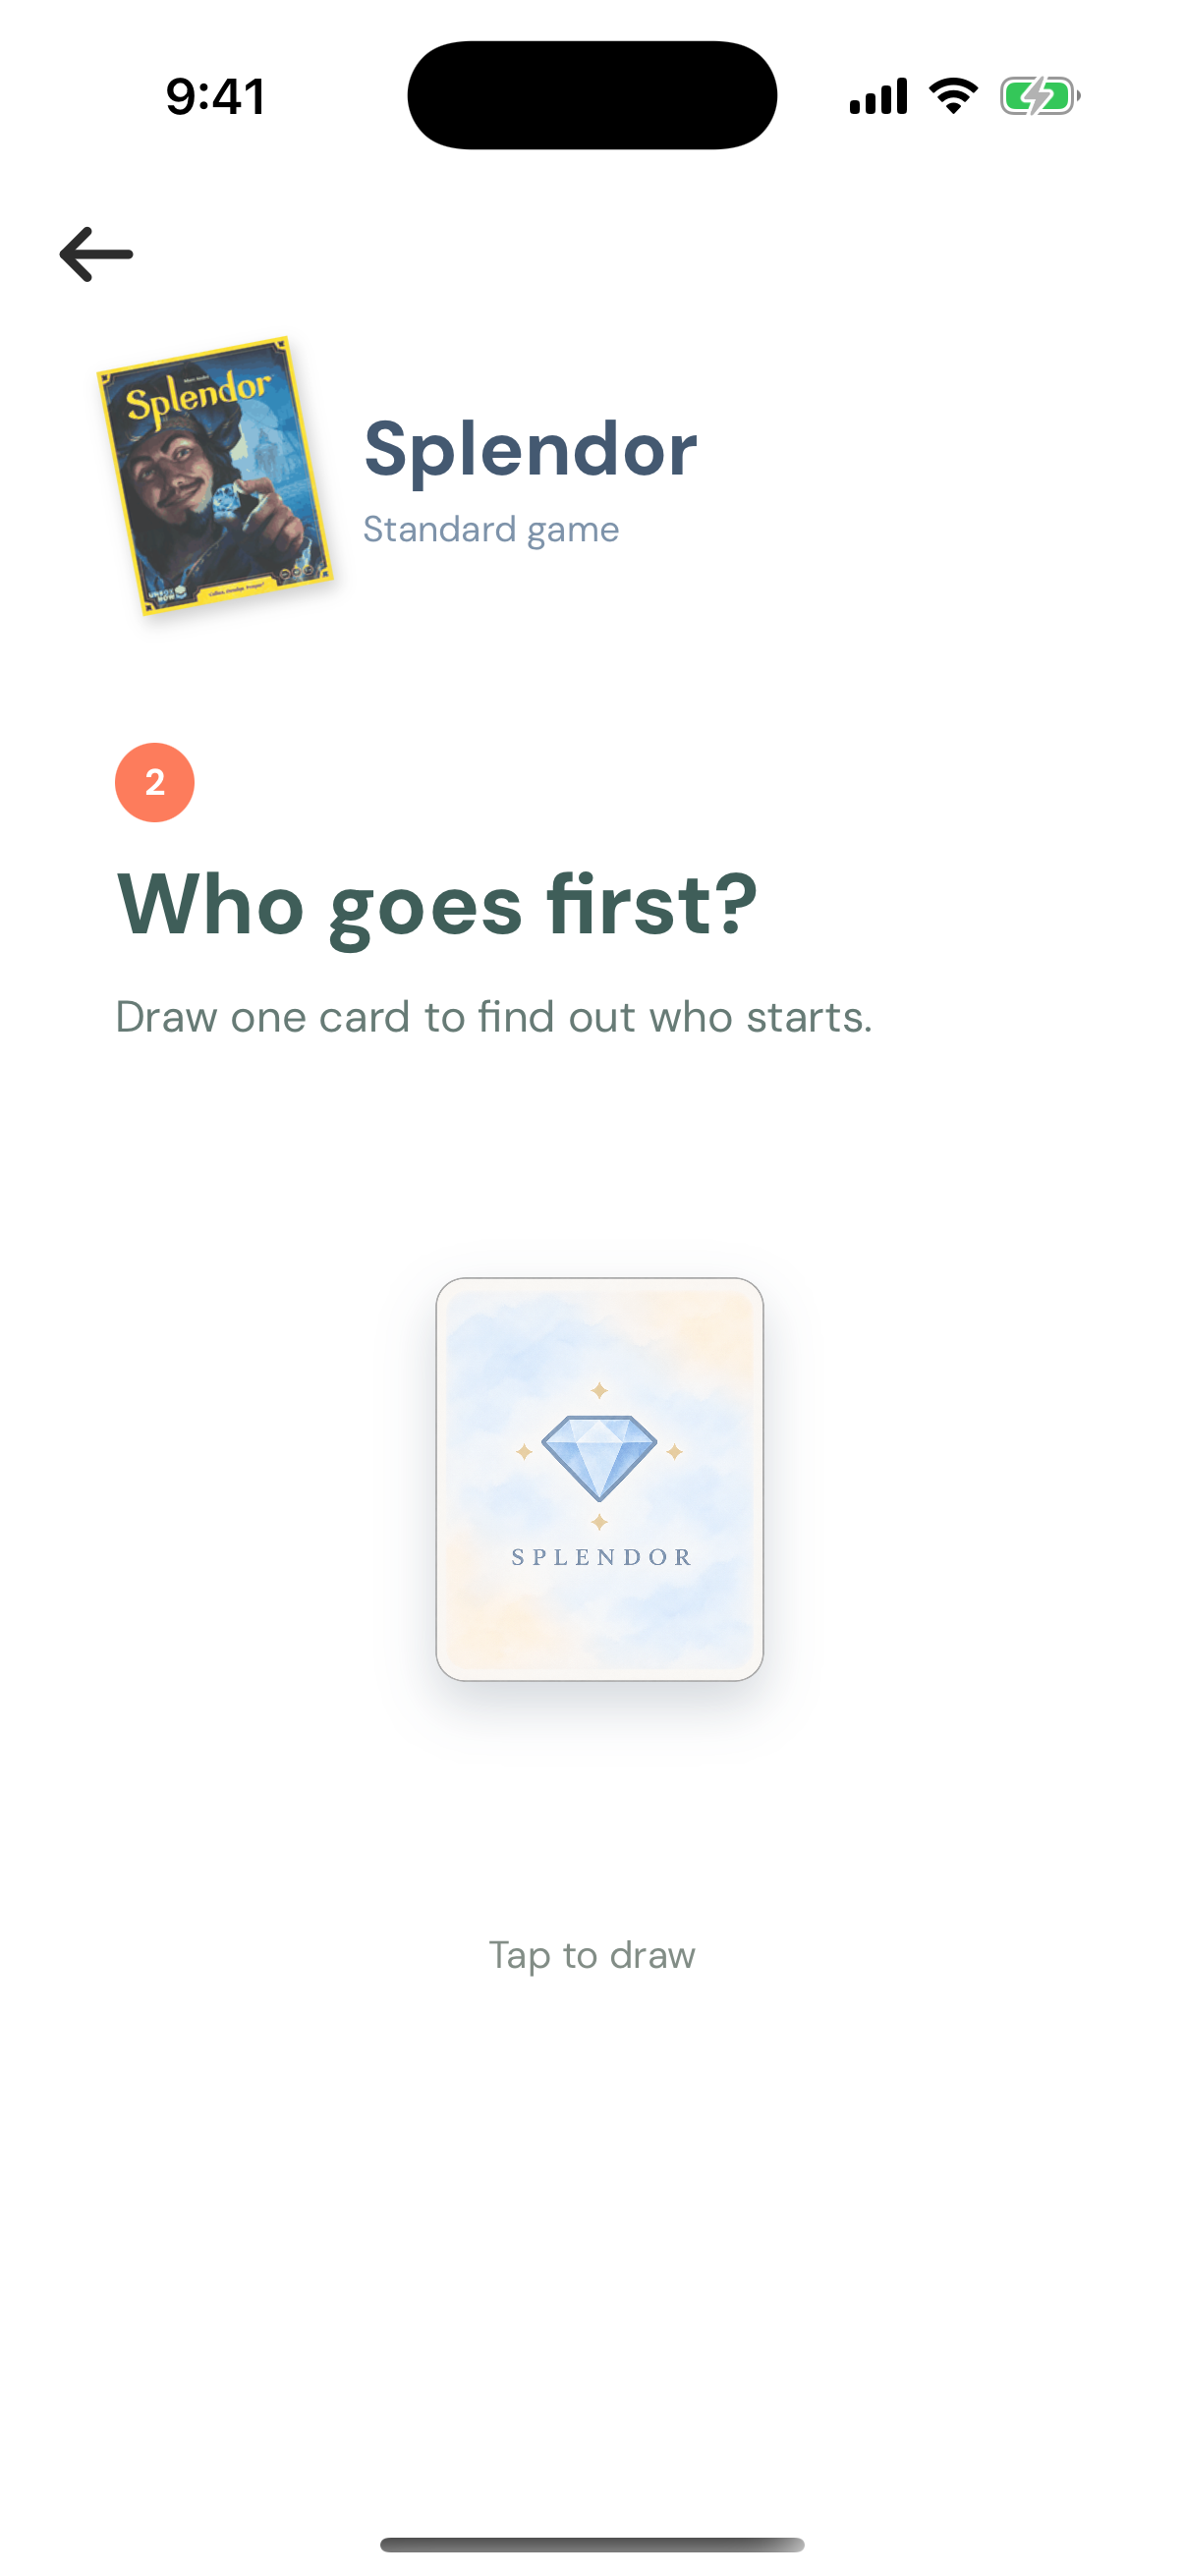 9:41
Splendor
Splendor
Standard game
2
Who goes first?
Draw one card to find out who starts.
SPLENDOR
Tap to draw